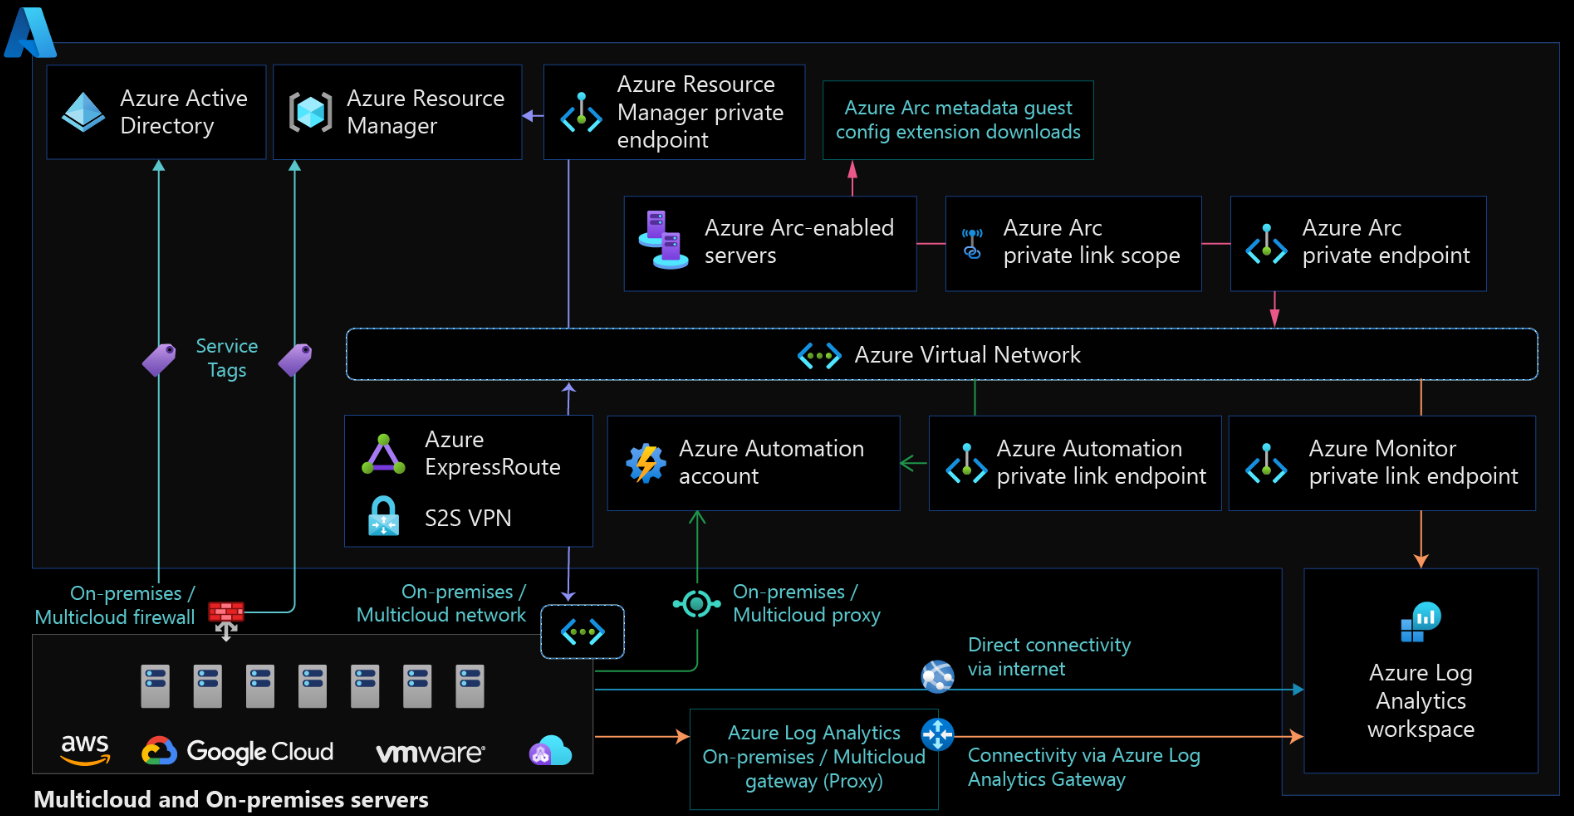 Azure Active
Directory
Azure Resource
Manager
Azure Resource
Manager private
endpoint
Azure Arc metadata guest
config extension downloads
Azure Arc-enabled
servers
Azure Arc
private link scope
Azure Arc
private endpoint
Service
Tags
Azure Virtual Network
Azure
ExpressRoute
S2S VPN
Azure Automation
account
Azure Automation
private link endpoint
Azure Monitor
private link endpoint
On-premises /
Multicloud firewall
On-premises /
Multicloud network
On-premises /
Multicloud proxy
Direct connectivity
via internet
Azure Log
Analytics
workspace
aws
Google Cloud
vmware®
Azure Log Analytics
On-premises / Multicloud
gateway (Proxy)
Connectivity via Azure Log
Analytics Gateway
Multicloud and On-premises servers